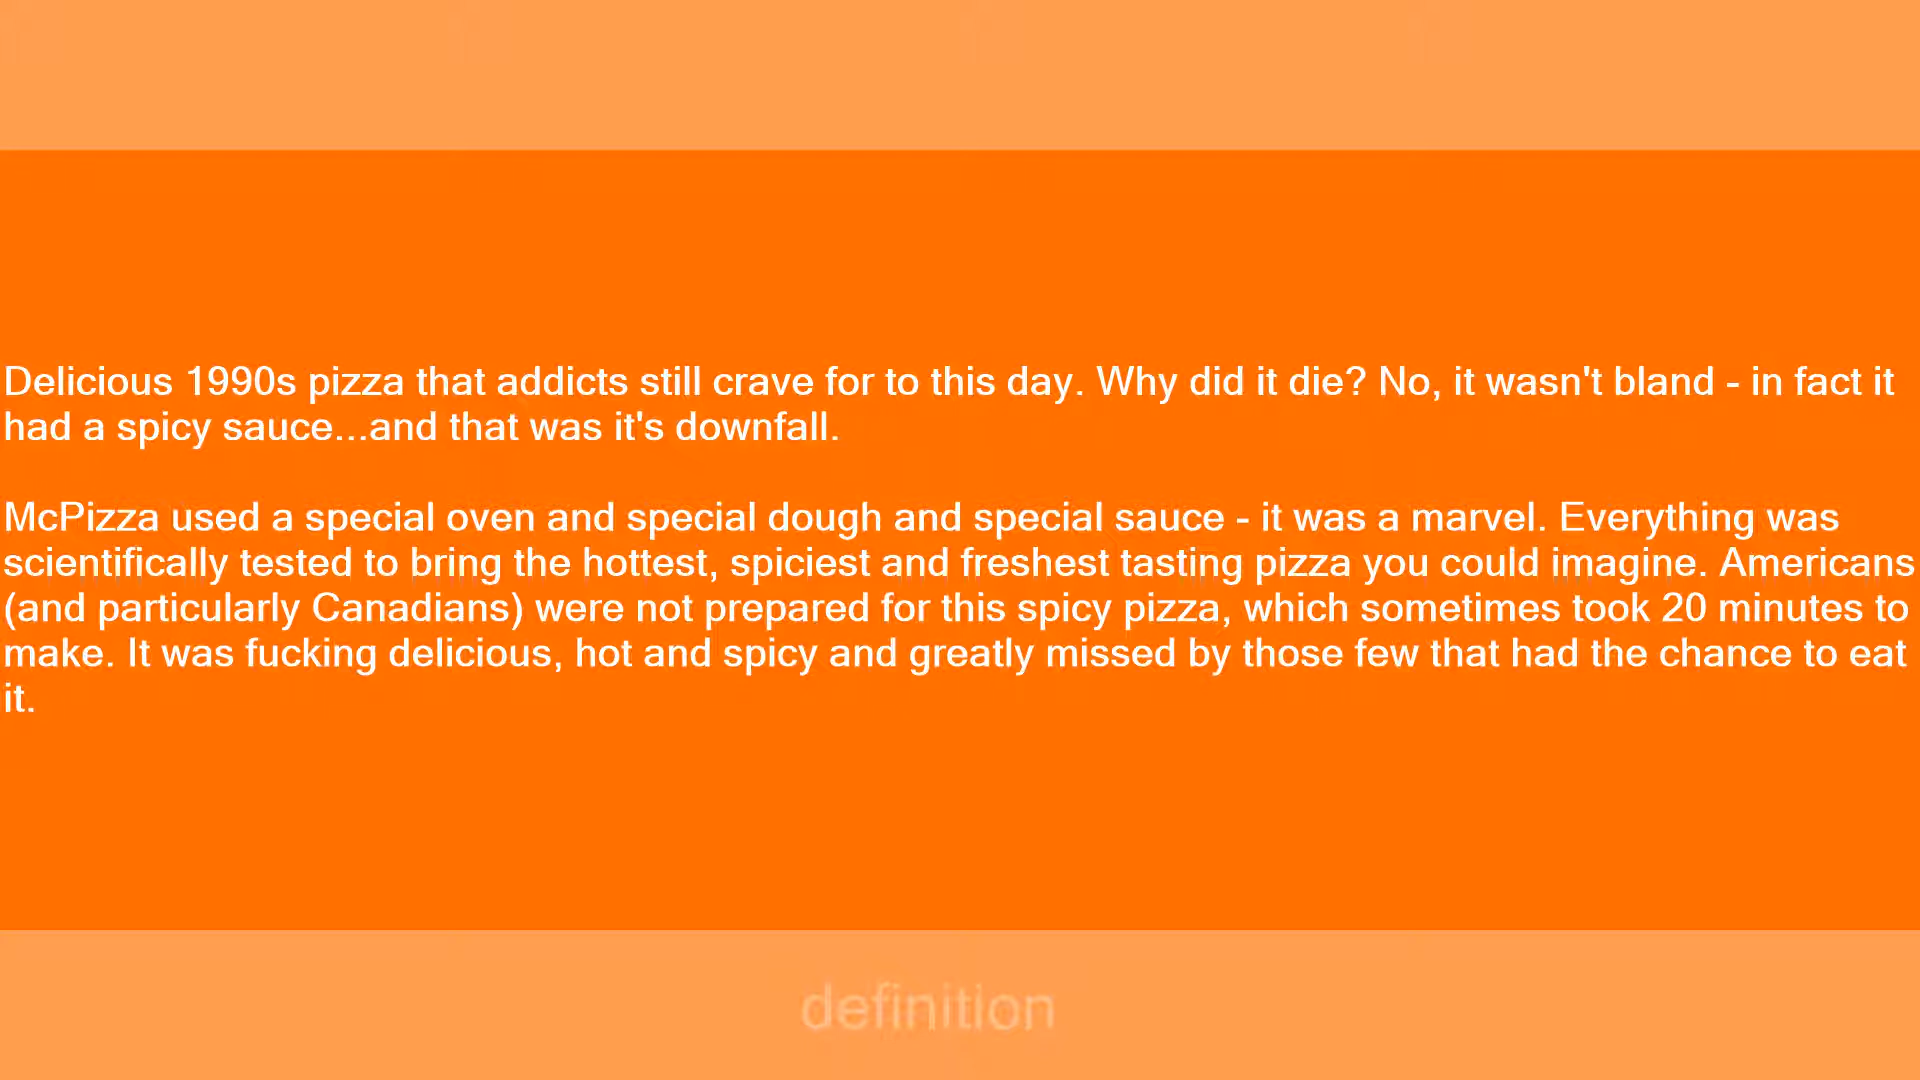 Delicious 1990s pizza that addicts still crave for to this day. Why did it die? No, it wasn't bland - in fact it
had a spicy sauce...and that was it's downfall.
McPizza used a special oven and special dough and special sauce - it was a marvel. Everything was
scientifically tested to bring the hottest, spiciest and freshest tasting pizza you could imagine. Americans
(and particularly Canadians) were not prepared for this spicy pizza, which sometimes took 20 minutes to
make. It was fucking delicious, hot and spicy and greatly missed by those few that had the chance to eat
it.
definition